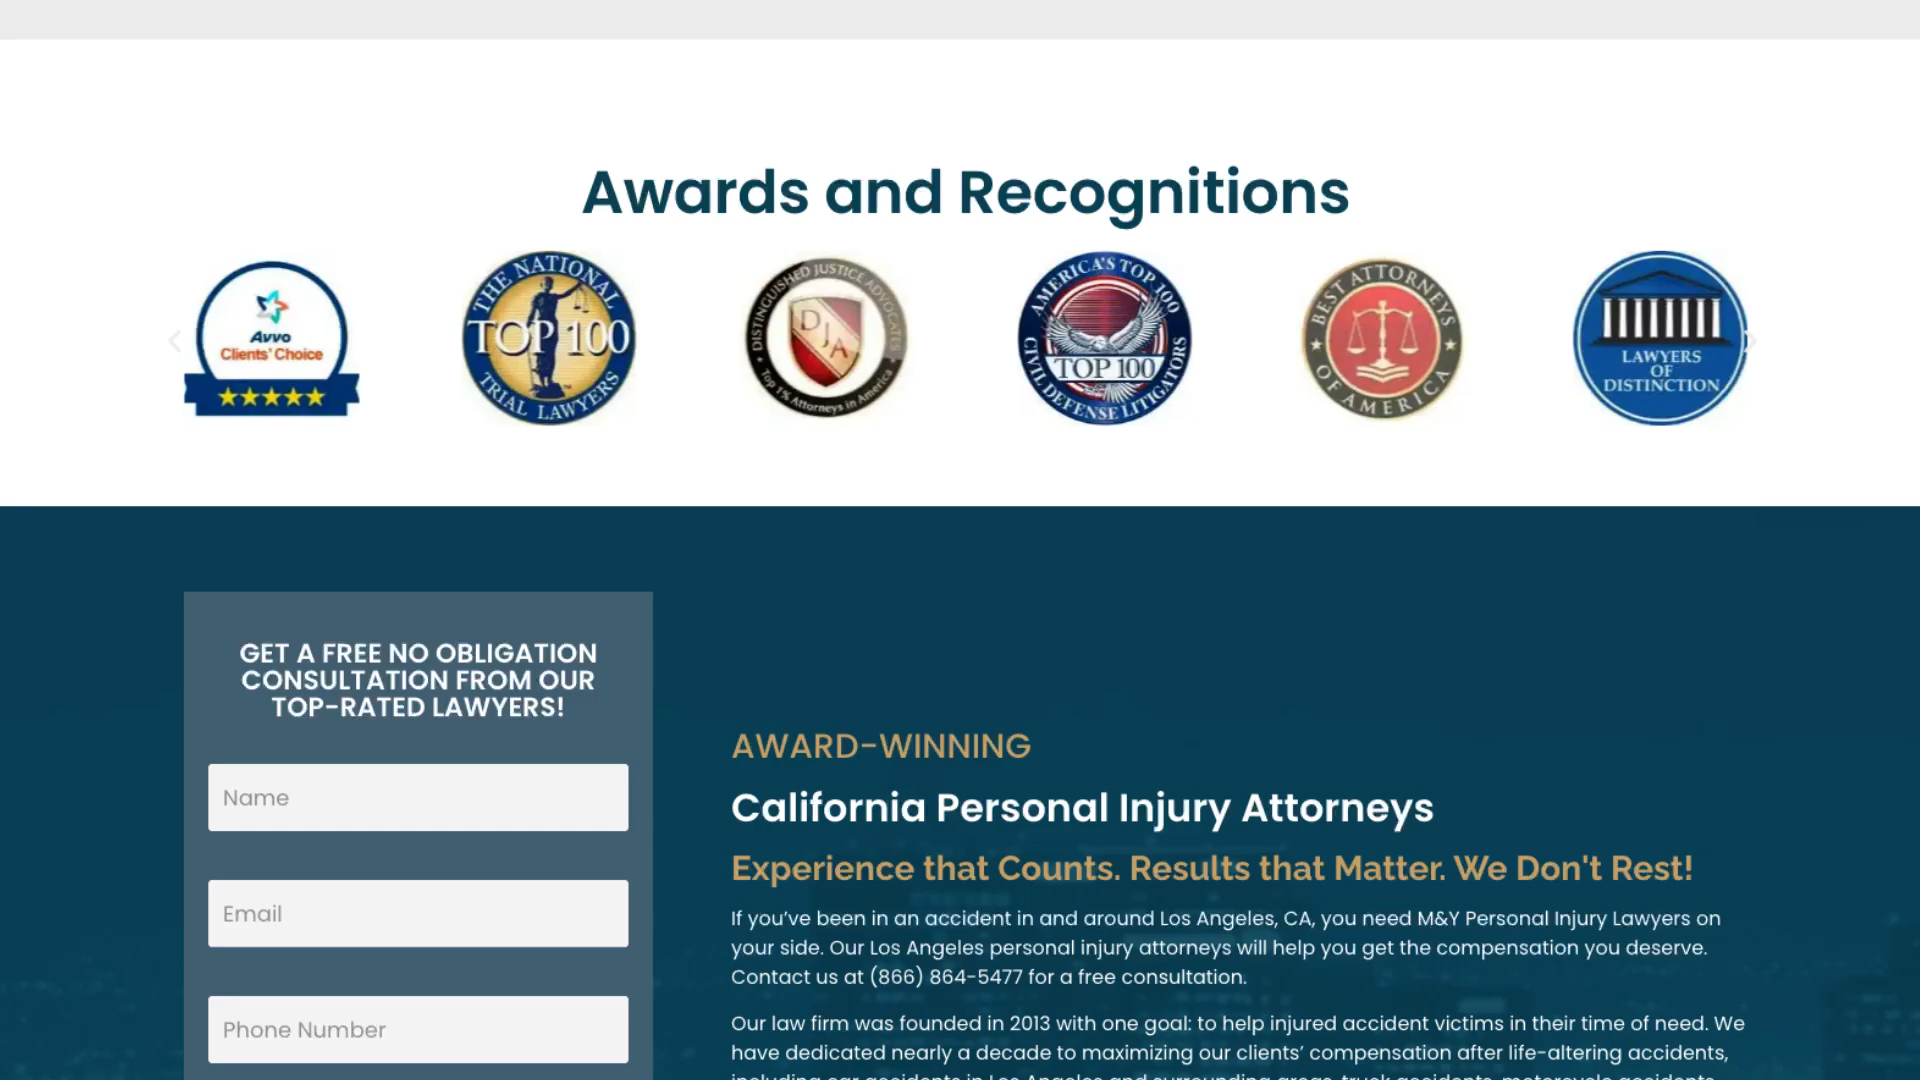 Awards and Recognitions
Avvo
Clients' Choice
THE NATIONAL
TOP 100
TRIAL LAWYERS
DISTINGUISHED JUSTICE ADVOCATES
DJA
Top 1% Attorneys in America
AMERICA'S TOP 100
TOP 100
CIVIL DEFENSE LITIGATORS
BEST ATTORNEYS
OF AMERICA
LAWYERS
OF
DISTINCTION
GET A FREE NO OBLIGATION
CONSULTATION FROM OUR
TOP-RATED LAWYERS!
Name
Email
Phone Number
AWARD-WINNING
California Personal Injury Attorneys
Experience that Counts. Results that Matter. We Don't Rest!
If you’ve been in an accident in and around Los Angeles, CA, you need M&Y Personal Injury Lawyers on
your side. Our Los Angeles personal injury attorneys will help you get the compensation you deserve.
Contact us at (866) 864-5477 for a free consultation.
Our law firm was founded in 2013 with one goal: to help injured accident victims in their time of need. We
have dedicated nearly a decade to maximizing our clients’ compensation after life-altering accidents,